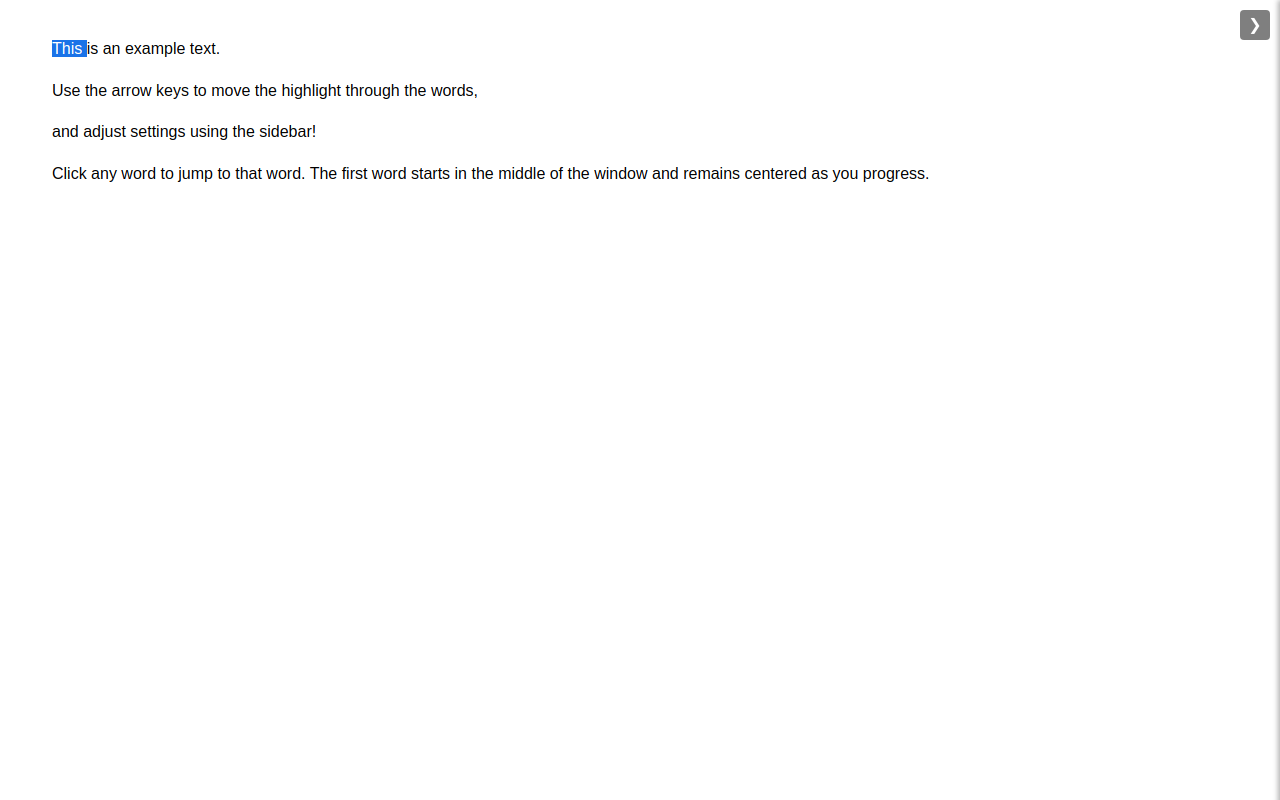 This is an example text.
Use the arrow keys to move the highlight through the words,
and adjust settings using the sidebar!
Click any word to jump to that word. The first word starts in the middle of the window and remains centered as you progress.